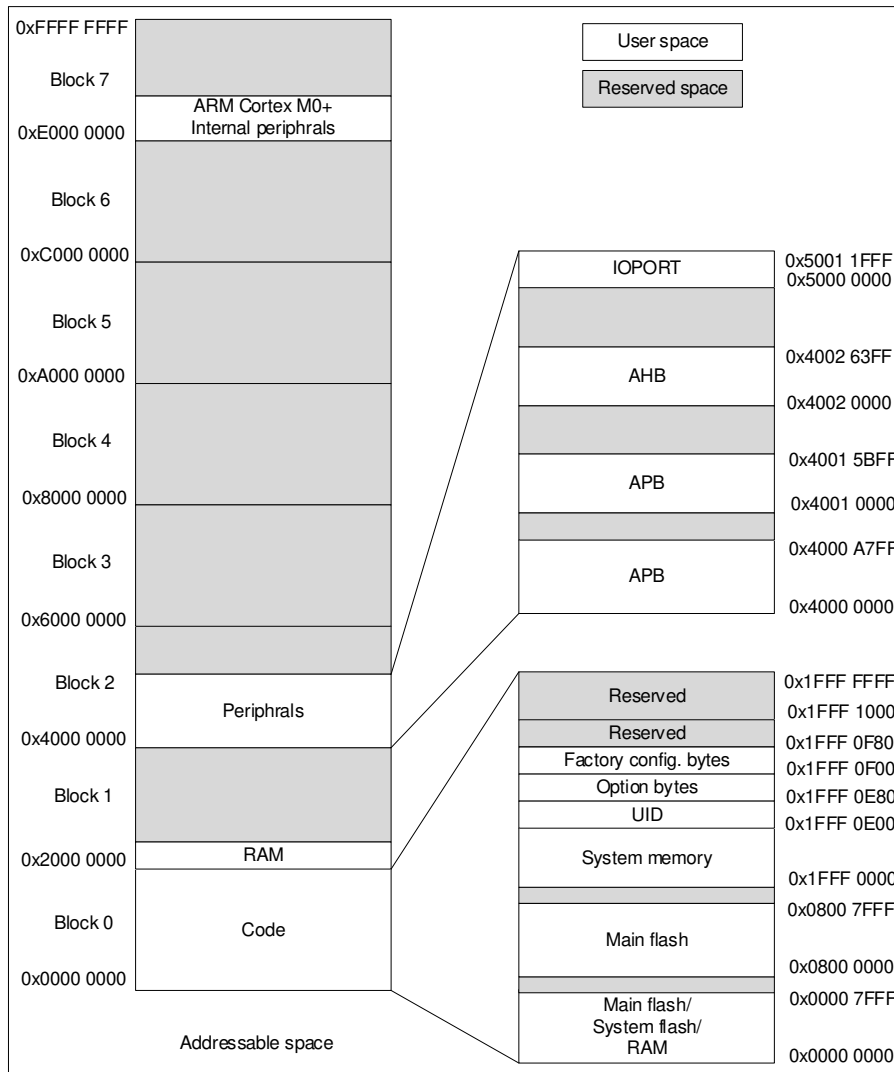 0xFFFF FFFF
Block 7
ARM Cortex M0+
Internal periphrals
0xE000 0000
Block 6
0xC000 0000
Block 5
0xA000 0000
Block 4
0x8000 0000
Block 3
0x6000 0000
Block 2
Periphrals
0x4000 0000
Block 1
0x2000 0000
RAM
Block 0
Code
0x0000 0000
Addressable space
User space
Reserved space
IOPORT
0x5001 1FFF
0x5000 0000
AHB
0x4002 63FF
0x4002 0000
APB
0x4001 5BFF
0x4001 0000
APB
0x4000 A7FF
0x4000 0000
Reserved
0x1FFF FFFF
0x1FFF 1000
Reserved
0x1FFF 0F80
Factory config. bytes
0x1FFF 0F00
Option bytes
0x1FFF 0E80
UID
0x1FFF 0E00
System memory
0x1FFF 0000
0x0800 7FFF
Main flash
0x0800 0000
0x0000 7FFF
Main flash/
System flash/
RAM
0x0000 0000